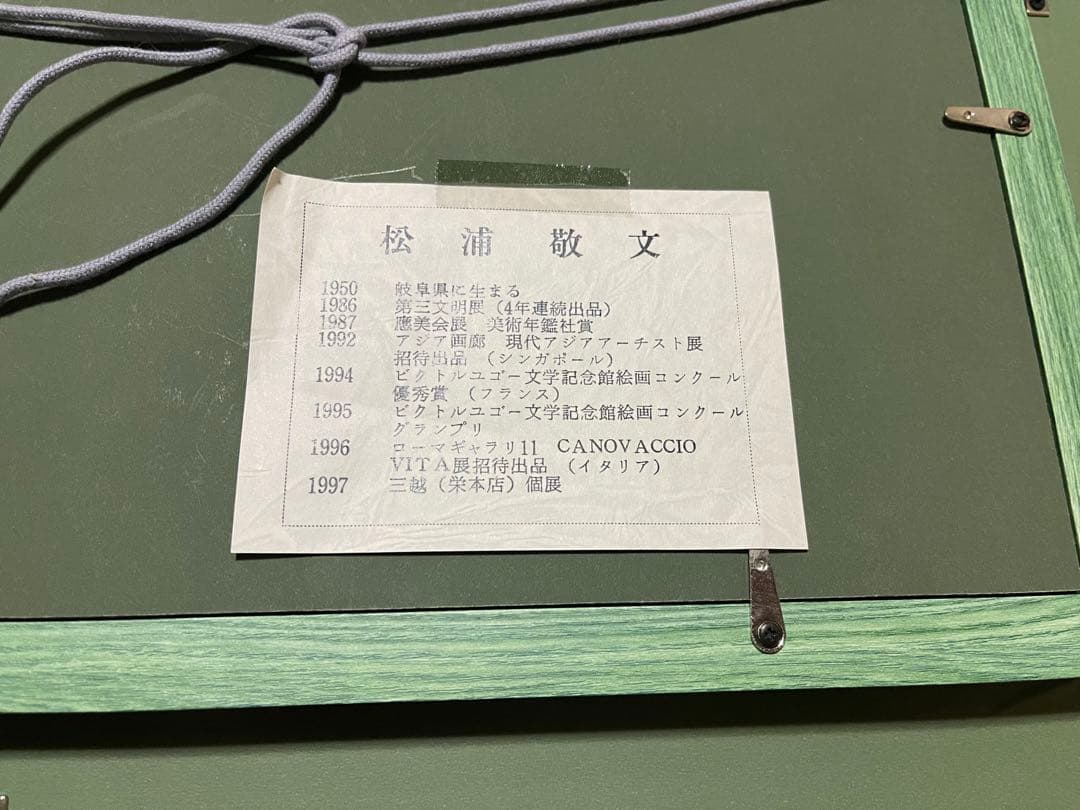 松浦敬文
1950 岐阜県に生まる
1986 第三文明展（4年連続出品）
1987 應美会展 美術年鑑社賞
1992 アジア画廊 現代アジアアーチスト展
招待出品 （シンガポール）
1994 ビクトルユゴー文学記念館絵画コンクール
優秀賞 （フランス）
1995 ビクトルユゴー文学記念館絵画コンクール
グランプリ
1996 ローマギャラリ11 CANOVACCIO
VITA展招待出品 （イタリア）
1997 三越（栄本店）個展